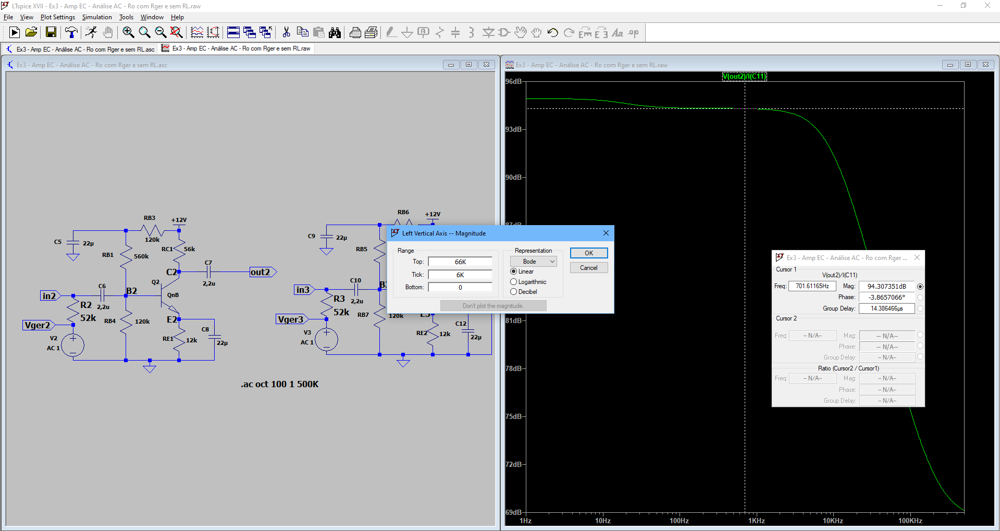 LTspice XVII - Ex3 - Amp EC - Análise AC - Ro com Rger e sem RL.raw
File View Plot Settings Simulation Tools Window Help
Ex3 - Amp EC - Análise AC - Ro com Rger e sem RL.asc
Ex3 - Amp EC - Análise AC - Ro com Rger e sem RL.raw
Ex3 - Amp EC - Análise AC - Ro com Rger e sem RL.asc
RB3
+12V
120k
C5
22µ
RB1
560k
RC1
56k
C7
C2
out2
2,2u
Q2
QnB
C6
B2
in2
R2
2,2u
52k
RB4
120k
Vger2
E2
V2
AC 1
RE1
12k
C8
22µ
RB6
+12V
C9
22µ
RB5
C10
in3
R3
2,2u
52k
RB7
120k
Vger3
V3
AC 1
RE2
12k
C12
22µ
.ac oct 100 1 500K
Left Vertical Axis -- Magnitude
Range
Top: 66K
Tick: 6K
Bottom: 0
Representation
Bode
Linear
Logarithmic
Decibel
OK
Cancel
Don't plot the magnitude.
Ex3 - Amp EC - Análise AC - Ro com Rger e sem RL.raw
V(out2)/I(C11)
96dB
93dB
90dB
81dB
78dB
75dB
72dB
69dB
1Hz 10Hz 100Hz 1KHz 10KHz 100KHz
Ex3 - Amp EC - Análise AC - Ro com Rger ...
Cursor 1
V(out2)/I(C11)
Freq: 701.61165Hz Mag: 94.307351dB
Phase: -3.8657066°
Group Delay: 14.386466µs
Cursor 2
Freq: -- N/A-- Mag: -- N/A--
Phase: -- N/A--
Group Delay: -- N/A--
Ratio (Cursor2 / Cursor1)
Freq: -- N/A-- Mag: -- N/A--
Phase: -- N/A--
Group Delay: -- N/A--